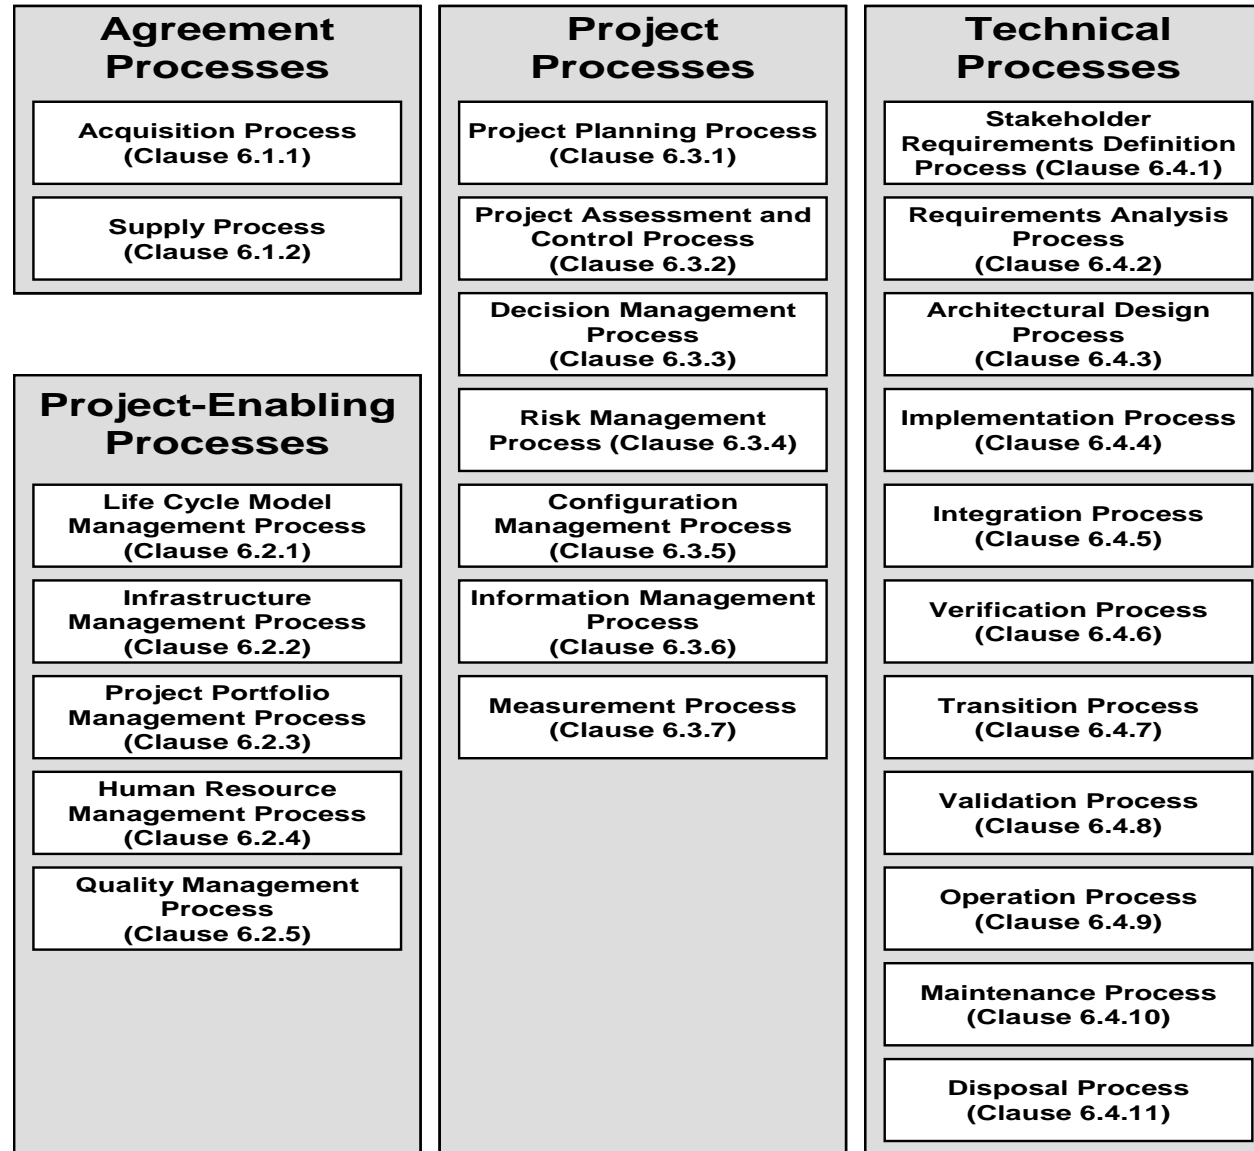 Agreement
Processes
Acquisition Process
(Clause 6.1.1)
Supply Process
(Clause 6.1.2)
Project-Enabling
Processes
Life Cycle Model
Management Process
(Clause 6.2.1)
Infrastructure
Management Process
(Clause 6.2.2)
Project Portfolio
Management Process
(Clause 6.2.3)
Human Resource
Management Process
(Clause 6.2.4)
Quality Management
Process
(Clause 6.2.5)
Project
Processes
Project Planning Process
(Clause 6.3.1)
Project Assessment and
Control Process
(Clause 6.3.2)
Decision Management
Process
(Clause 6.3.3)
Risk Management
Process (Clause 6.3.4)
Configuration
Management Process
(Clause 6.3.5)
Information Management
Process
(Clause 6.3.6)
Measurement Process
(Clause 6.3.7)
Technical
Processes
Stakeholder
Requirements Definition
Process (Clause 6.4.1)
Requirements Analysis
Process
(Clause 6.4.2)
Architectural Design
Process
(Clause 6.4.3)
Implementation Process
(Clause 6.4.4)
Integration Process
(Clause 6.4.5)
Verification Process
(Clause 6.4.6)
Transition Process
(Clause 6.4.7)
Validation Process
(Clause 6.4.8)
Operation Process
(Clause 6.4.9)
Maintenance Process
(Clause 6.4.10)
Disposal Process
(Clause 6.4.11)